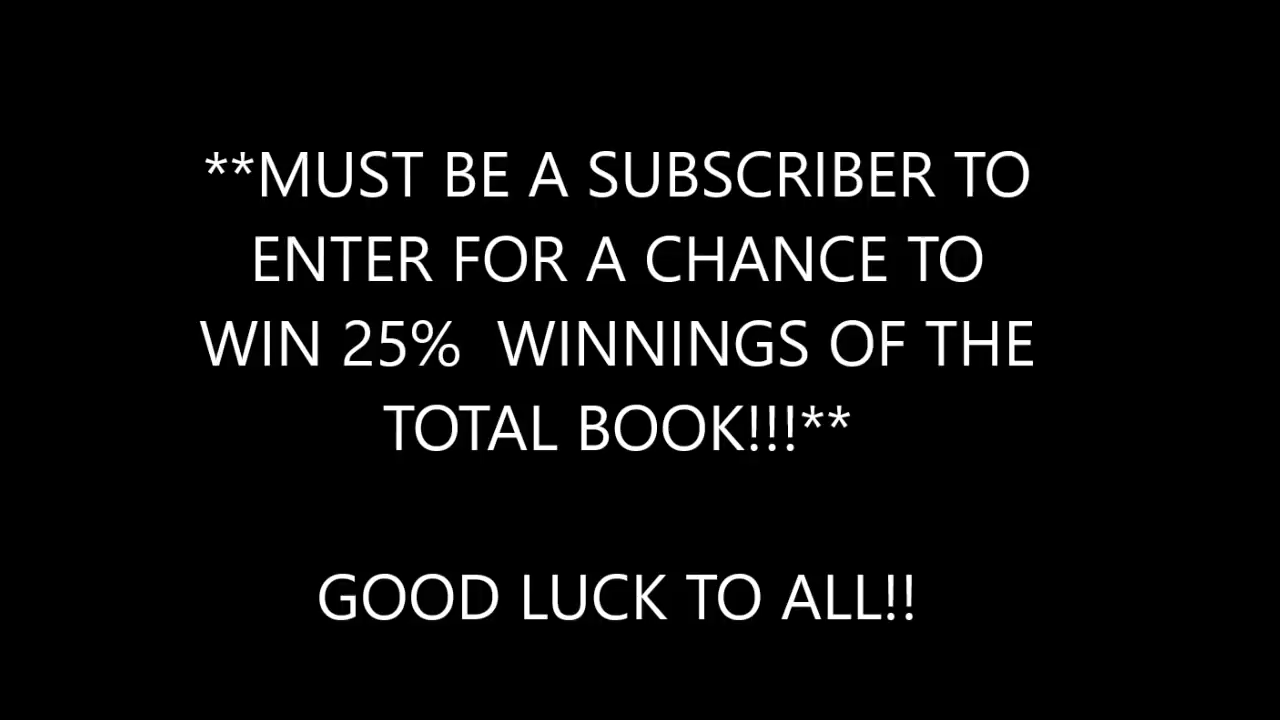 **MUST BE A SUBSCRIBER TO
ENTER FOR A CHANCE TO
WIN 25%  WINNINGS OF THE
TOTAL BOOK!!!**
GOOD LUCK TO ALL!!